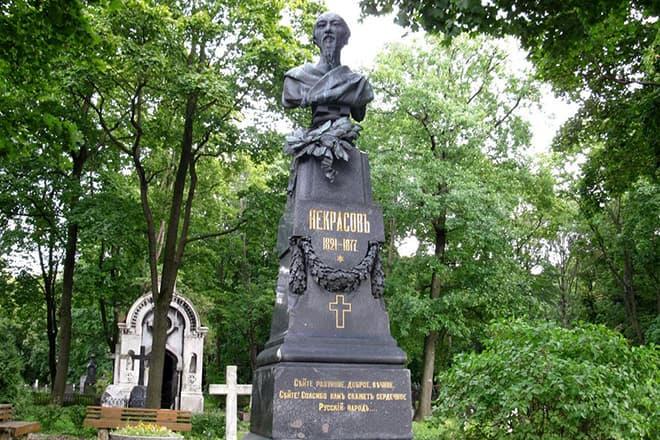 НЕКРАСОВЪ
1821-1877
СѢЙТЕ РАЗУМНОЕ, ДОБРОЕ, ВѢЧНОЕ,
СѢЙТЕ! СПАСИБО ВАМЪ СКАЖЕТЪ СЕРДЕЧНОЕ
РУССКІЙ НАРОДЪ...